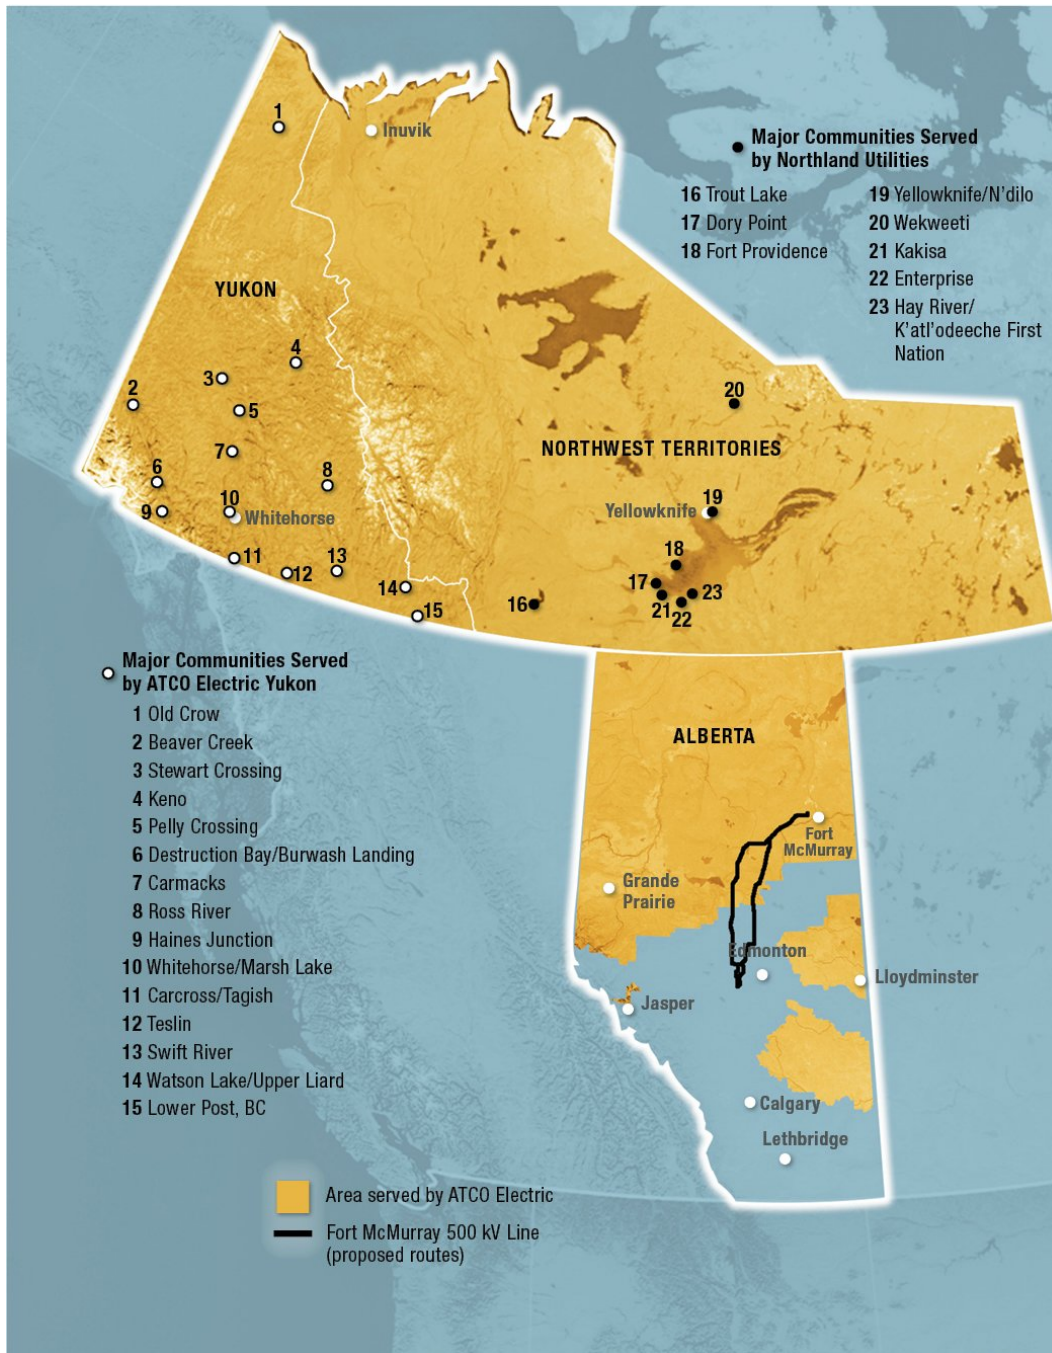 1
Inuvik
Major Communities Served
by Northland Utilities
16 Trout Lake
17 Dory Point
18 Fort Providence
19 Yellowknife/N'dilo
20 Wekweeti
21 Kakisa
22 Enterprise
23 Hay River/
K'atl'odeeche First
Nation
YUKON
4
3
2
5
20
7
NORTHWEST TERRITORIES
6
8
9
10
Whitehorse
Yellowknife
19
11
12
13
14
15
16
17
18
21
22
23
Major Communities Served
by ATCO Electric Yukon
1 Old Crow
2 Beaver Creek
3 Stewart Crossing
4 Keno
5 Pelly Crossing
6 Destruction Bay/Burwash Landing
7 Carmacks
8 Ross River
9 Haines Junction
10 Whitehorse/Marsh Lake
11 Carcross/Tagish
12 Teslin
13 Swift River
14 Watson Lake/Upper Liard
15 Lower Post, BC
ALBERTA
Fort
McMurray
Grande
Prairie
Edmonton
Lloydminster
Jasper
Calgary
Lethbridge
Area served by ATCO Electric
Fort McMurray 500 kV Line
(proposed routes)